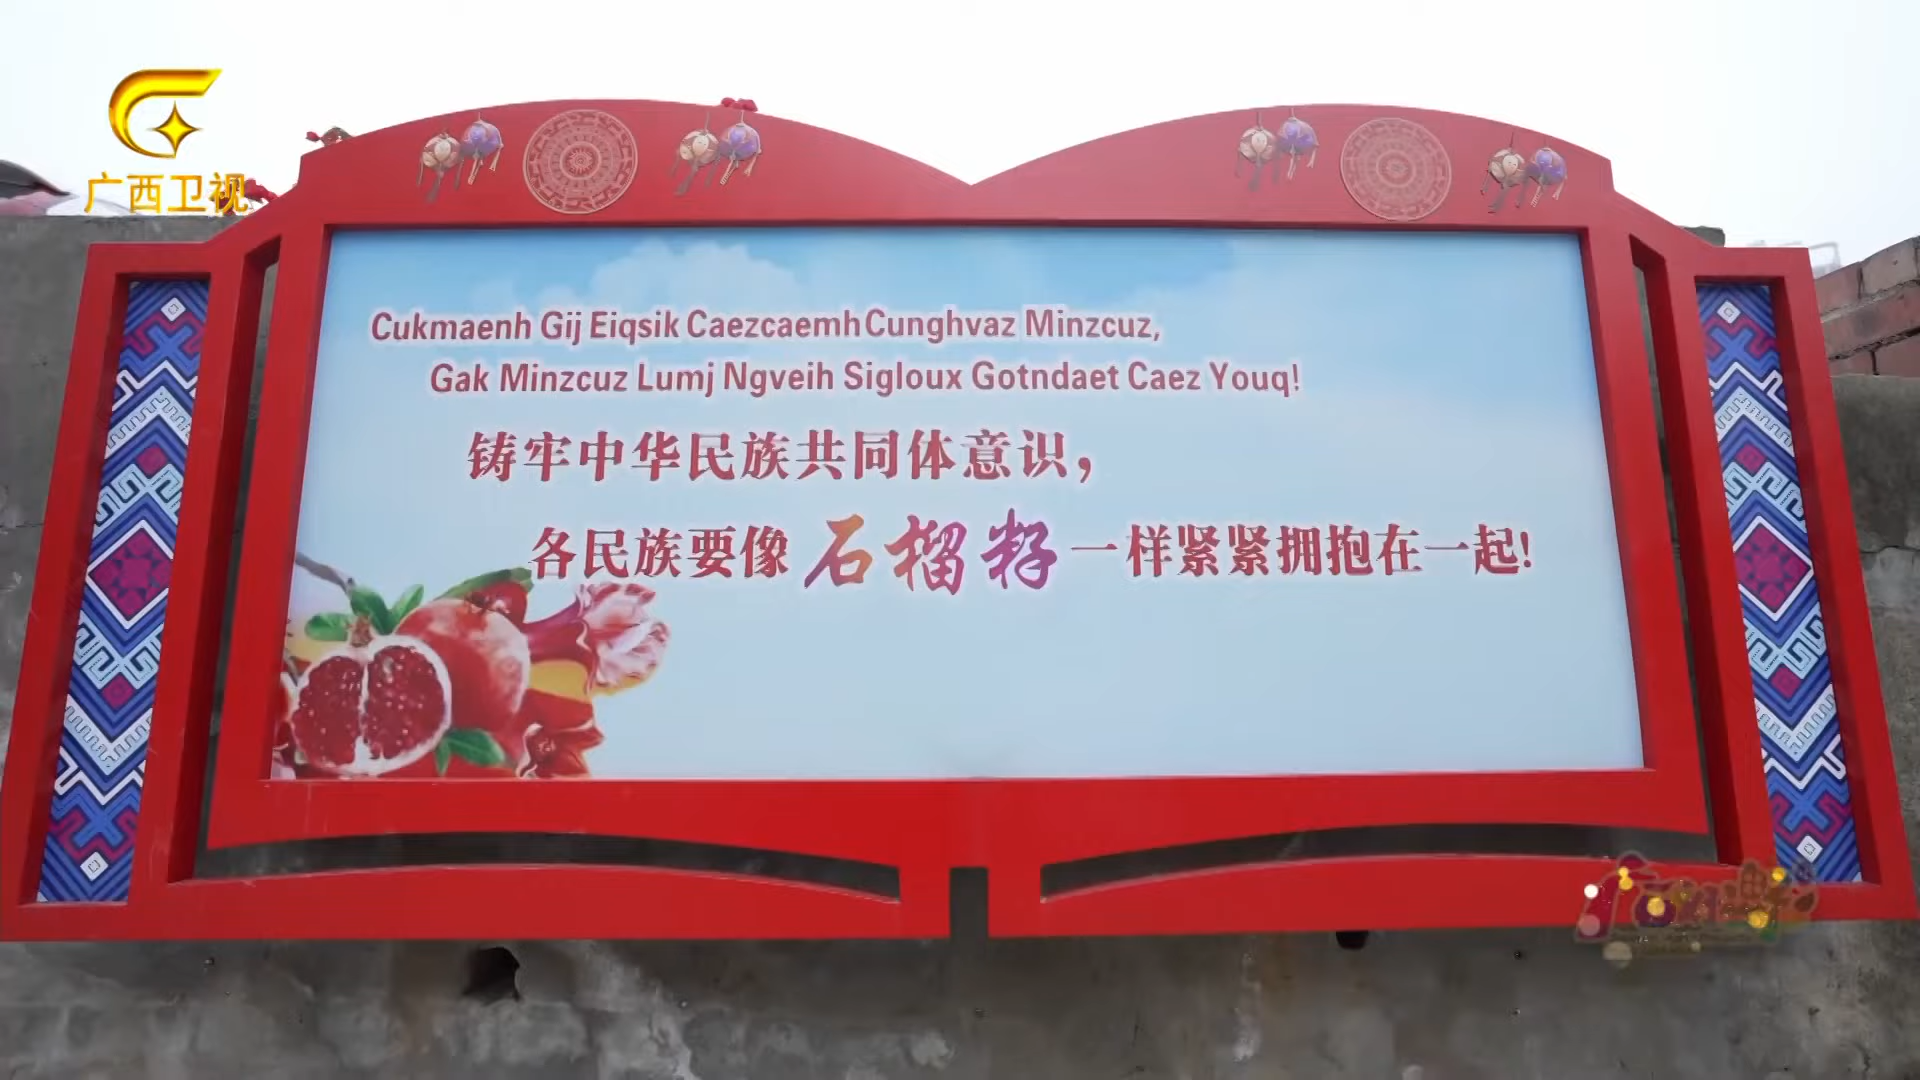 广西卫视
Cukmaenh Gij Eiqsik Caezcaemh Cunghvaz Minzcuz,
Gak Minzcuz Lumj Ngveih Sigloux Gotndaet Caez Youq!
铸牢中华民族共同体意识，
各民族要像石榴籽一样紧紧拥抱在一起！